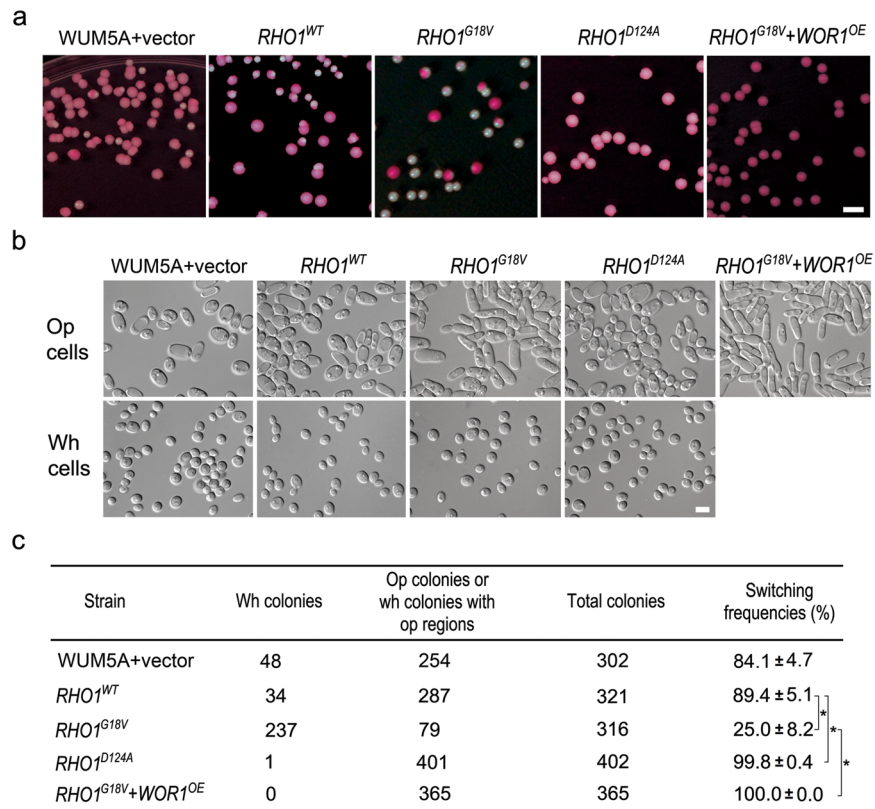 a
WUM5A+vector RHO1WT RHO1G18V RHO1D124A RHO1G18V+WOR1OE
b
WUM5A+vector RHO1WT RHO1G18V RHO1D124A RHO1G18V+WOR1OE
Op
cells
Wh
cells
c
Strain Wh colonies Op colonies or wh colonies with op regions Total colonies Switching frequencies (%)
WUM5A+vector 48 254 302 84.1±4.7
RHO1WT 34 287 321 89.4±5.1
RHO1G18V 237 79 316 25.0±8.2 *
RHO1D124A 1 401 402 99.8±0.4 * *
RHO1G18V+WOR1OE 0 365 365 100.0±0.0